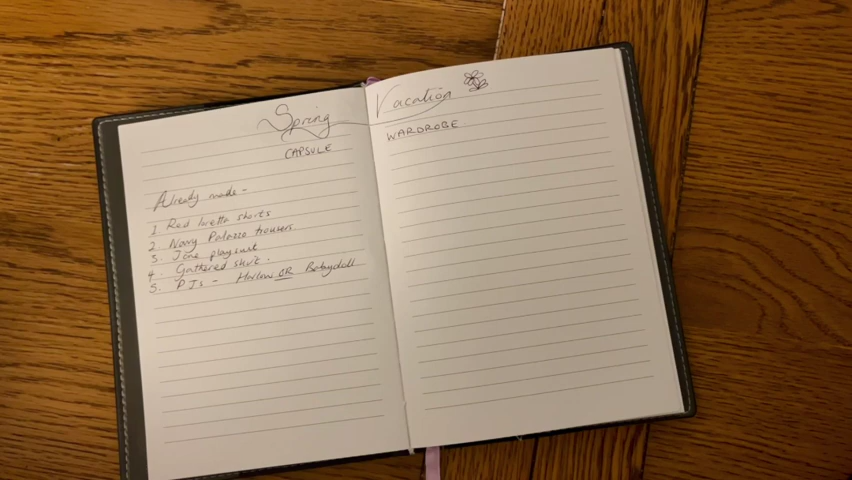 Spring Vacation
CAPSULE WARDROBE
Already made -
1 Red loretta shorts
2. Navy Palazzo trousers
3. Jane playsuit
4. Gathered skirt.
5. PJs - Harlow OR Babydoll